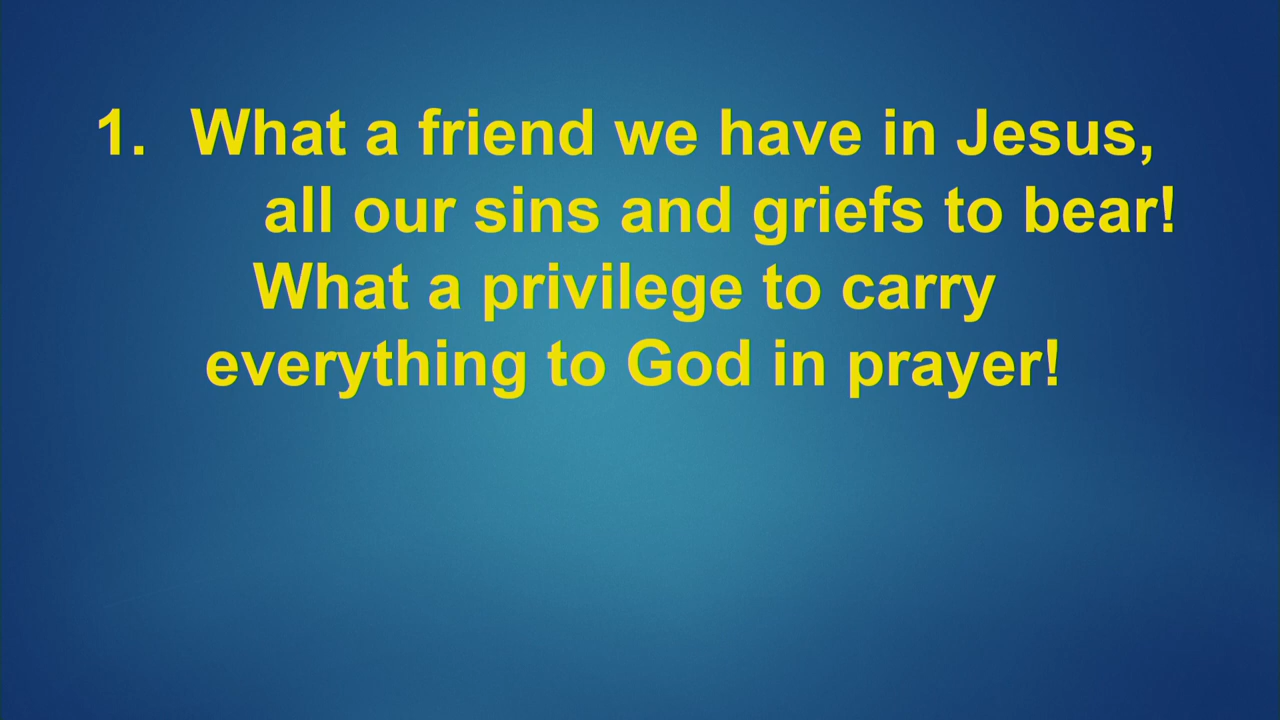 1. What a friend we have in Jesus,
all our sins and griefs to bear!
What a privilege to carry
everything to God in prayer!